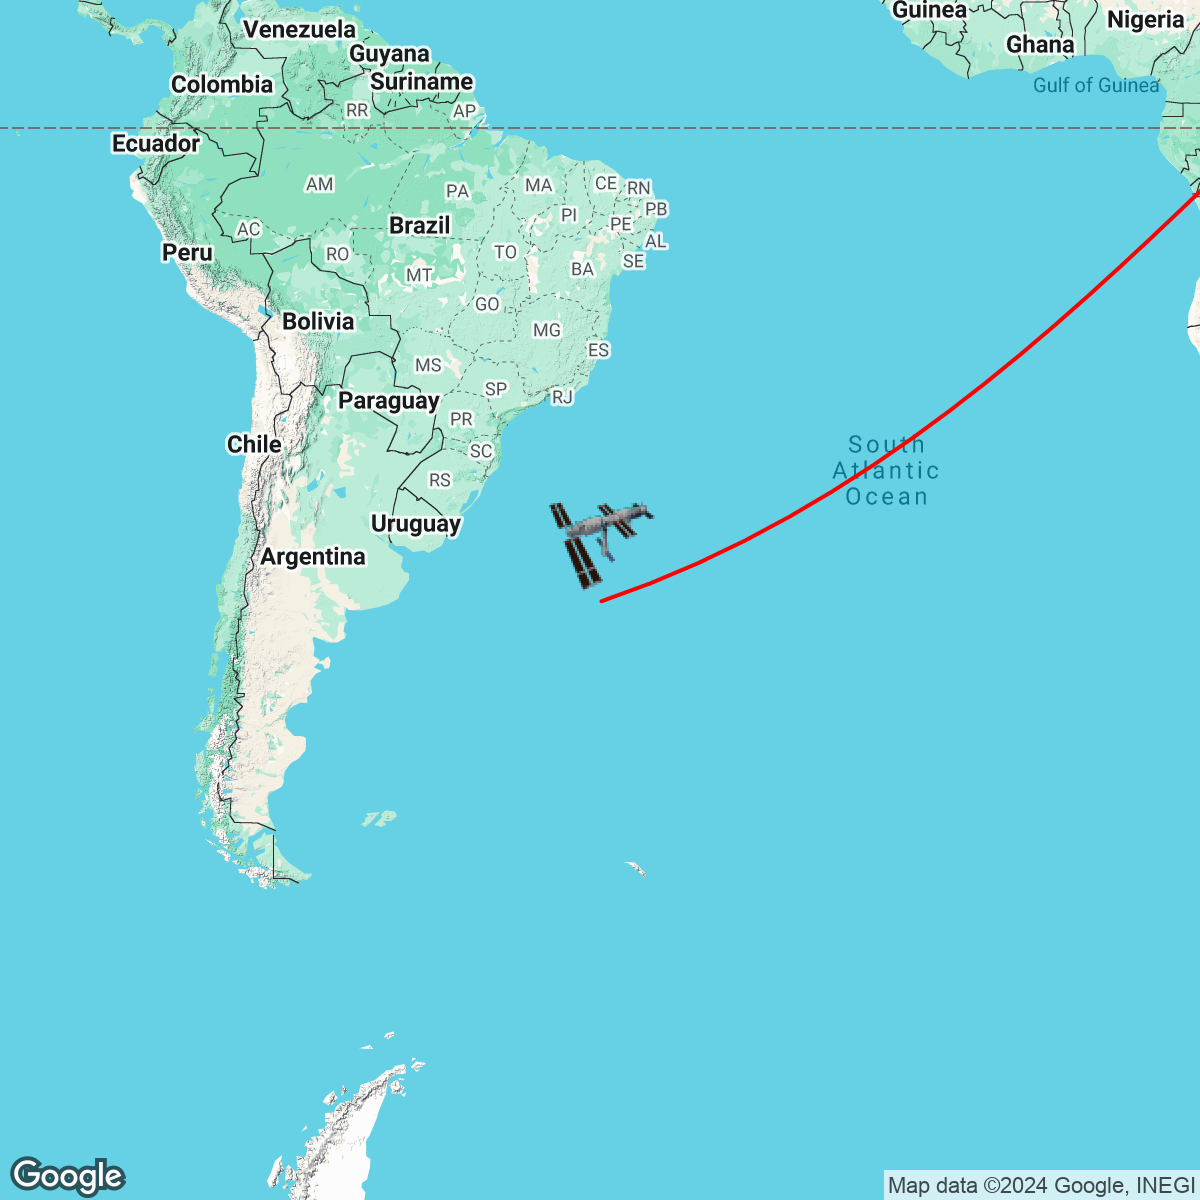 Venezuela
Guyana
Colombia
Suriname
Guinea
Ghana
Nigeria
Gulf of Guinea
RR
AP
Ecuador
AM
PA
MA
CE
RN
PI
PB
PE
AC
Brazil
AL
Peru
RO
TO
SE
MT
BA
GO
Bolivia
MG
ES
MS
SP
Paraguay
RJ
PR
Chile
SC
South
Atlantic
Ocean
RS
Uruguay
Argentina
Google
Map data ©2024 Google, INEGI